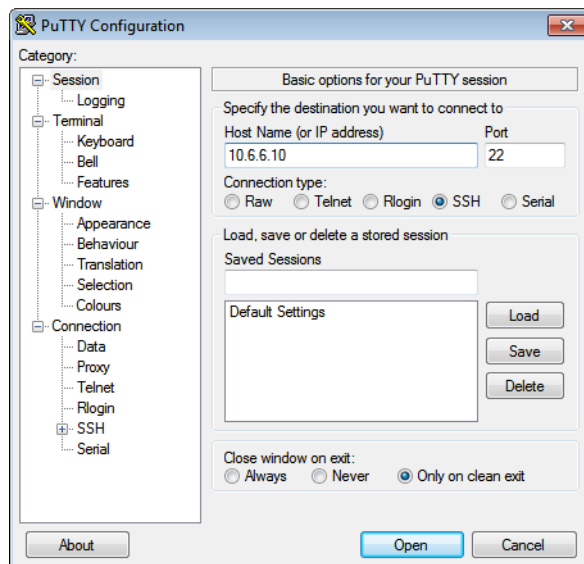 PuTTY Configuration
Category:
Session
Logging
Terminal
Keyboard
Bell
Features
Window
Appearance
Behaviour
Translation
Selection
Colours
Connection
Data
Proxy
Telnet
Rlogin
SSH
Serial
Basic options for your PuTTY session
Specify the destination you want to connect to
Host Name (or IP address) Port
10.6.6.10 22
Connection type:
Raw Telnet Rlogin SSH Serial
Load, save or delete a stored session
Saved Sessions
Default Settings
Load
Save
Delete
Close window on exit:
Always Never Only on clean exit
About Open Cancel